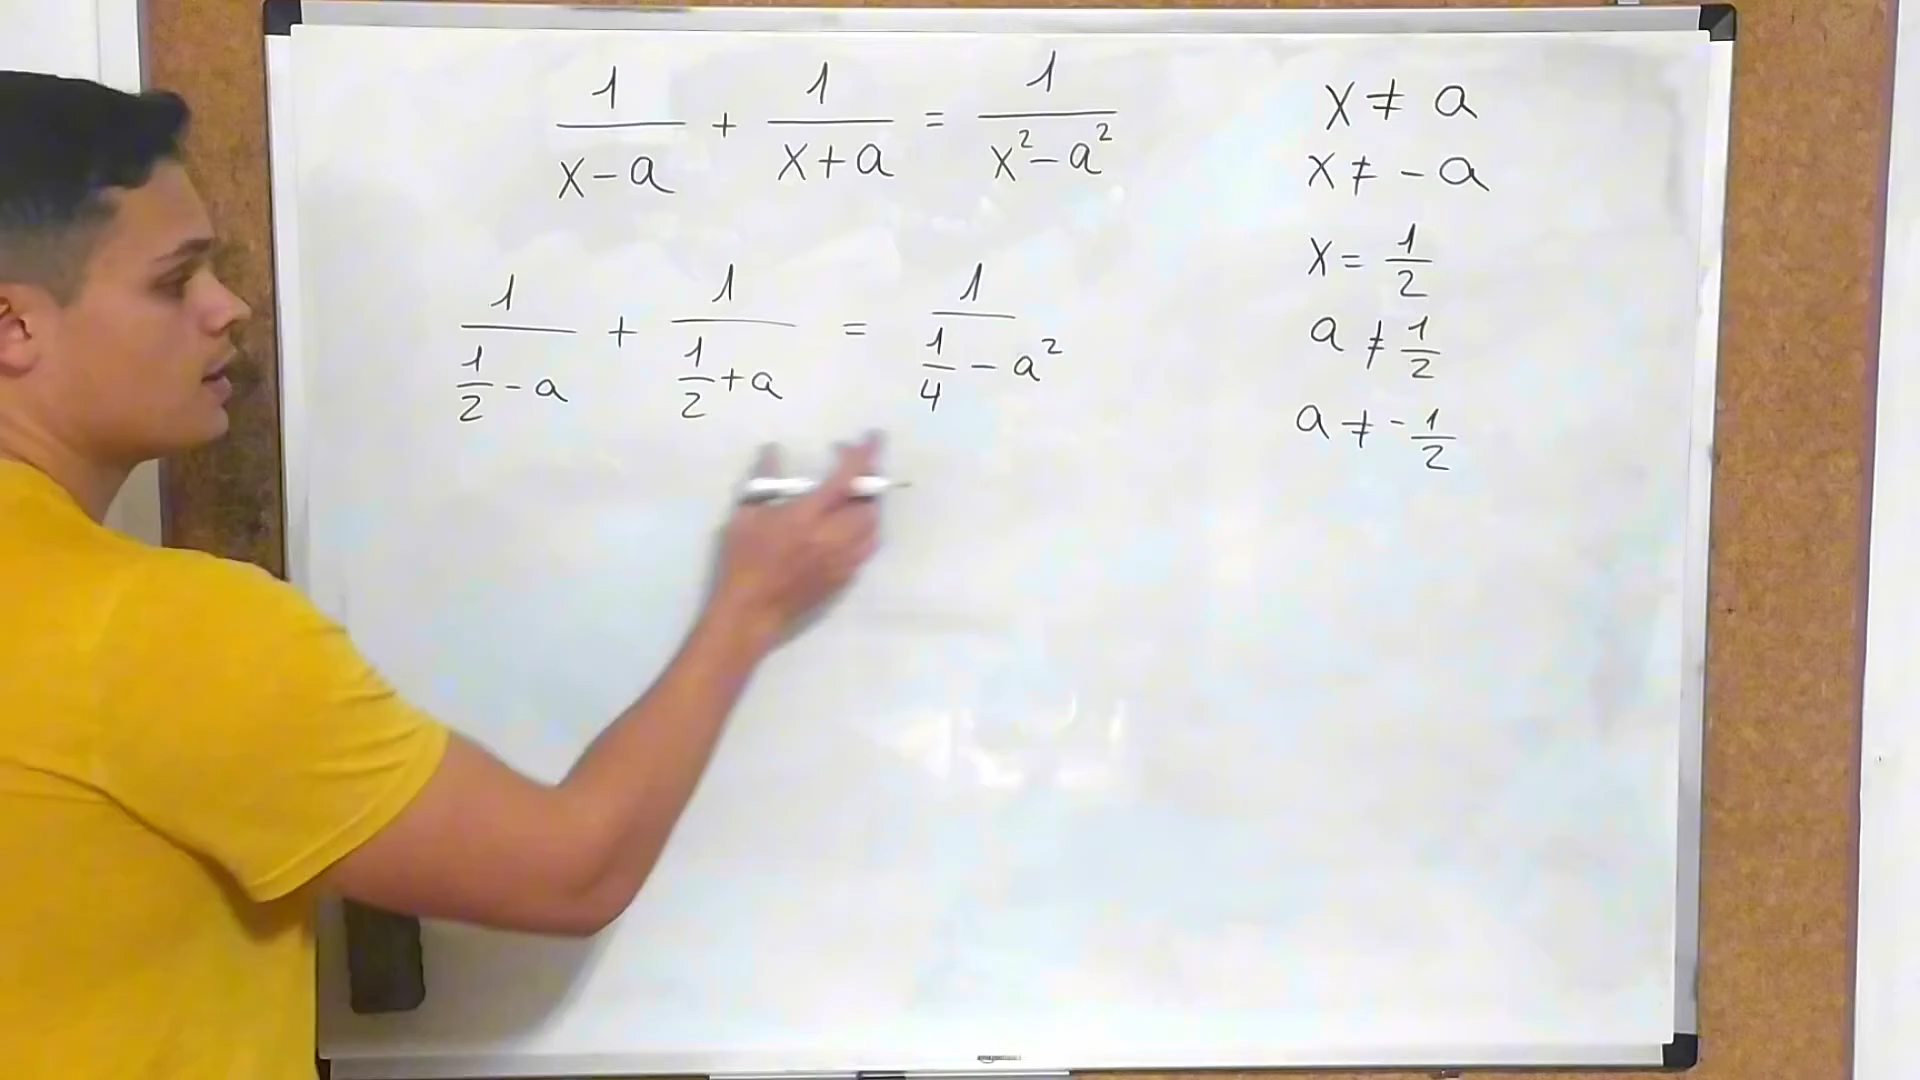 1/(x-a) + 1/(x+a) = 1/(x²-a²)
1/(1/2-a) + 1/(1/2+a) = 1/(1/4-a²)
x ≠ a
x ≠ -a
x = 1/2
a ≠ 1/2
a ≠ -1/2